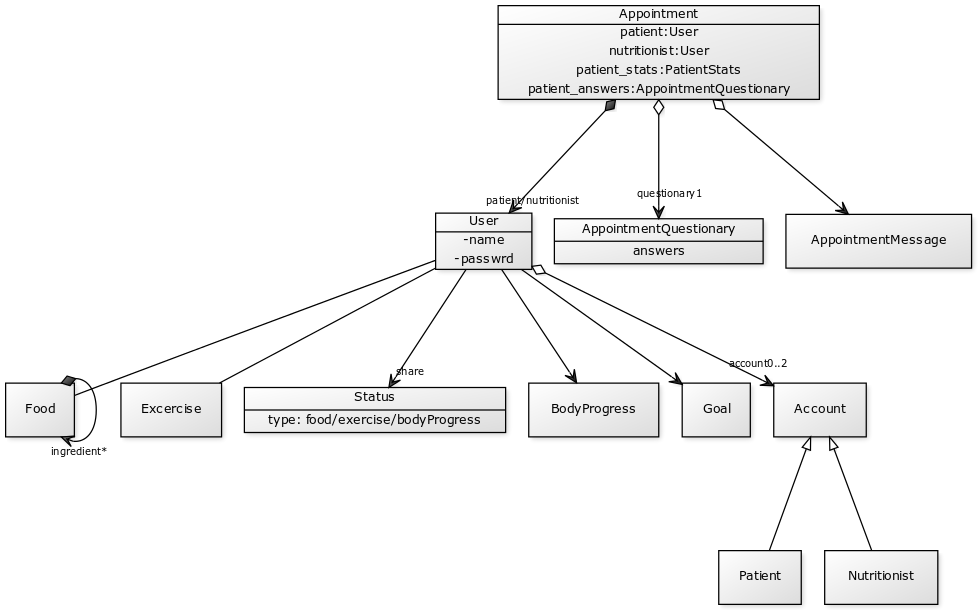 Appointment
patient:User
nutritionist:User
patient_stats:PatientStats
patient_answers:AppointmentQuestionary
patient/nutritionist
questionary1
User
-name
-passwrd
AppointmentQuestionary
answers
AppointmentMessage
share
account0..2
Food
Excercise
Status
type: food/exercise/bodyProgress
BodyProgress
Goal
Account
ingredient*
Patient
Nutritionist